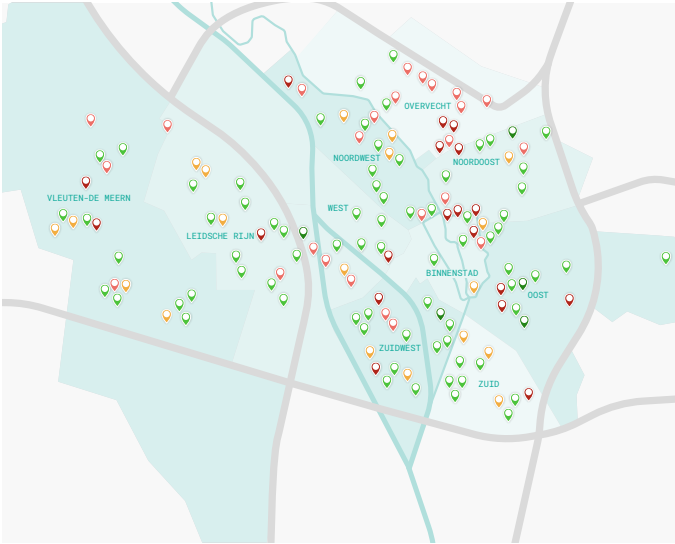 OVERVECHT
NOORDWEST
NOORDOOST
VLEUTEN-DE MEERN
WEST
LEIDSCHE RIJN
BINNENSTAD
OOST
ZUIDWEST
ZUID